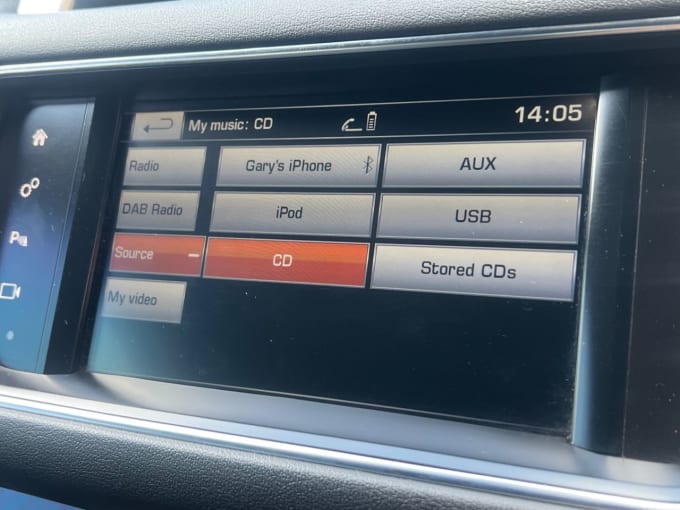 My music: CD
14:05
Radio
Gary's iPhone
AUX
DAB Radio
iPod
USB
Source
CD
Stored CDs
My video